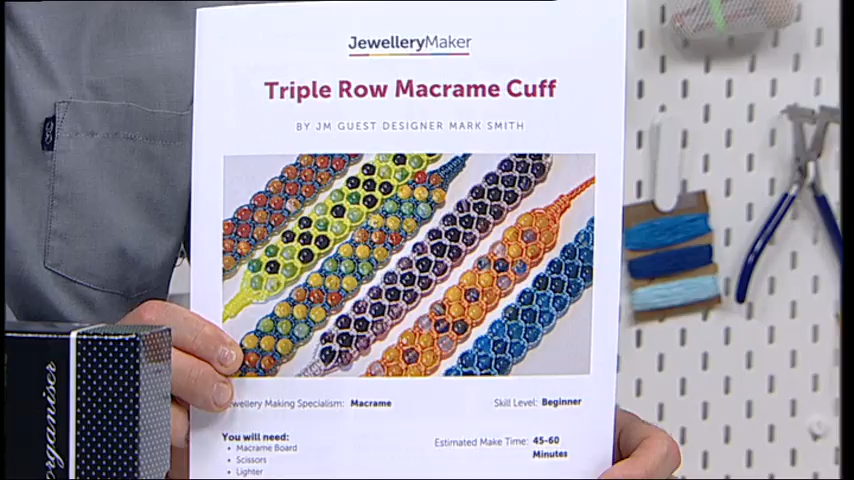 JewelleryMaker
Triple Row Macrame Cuff
BY JM GUEST DESIGNER MARK SMITH
Jewellery Making Specialism: Macrame
Skill Level: Beginner
You will need:
• Macrame Board
• Scissors
• Lighter
Estimated Make Time: 45-60
Minutes
organiser